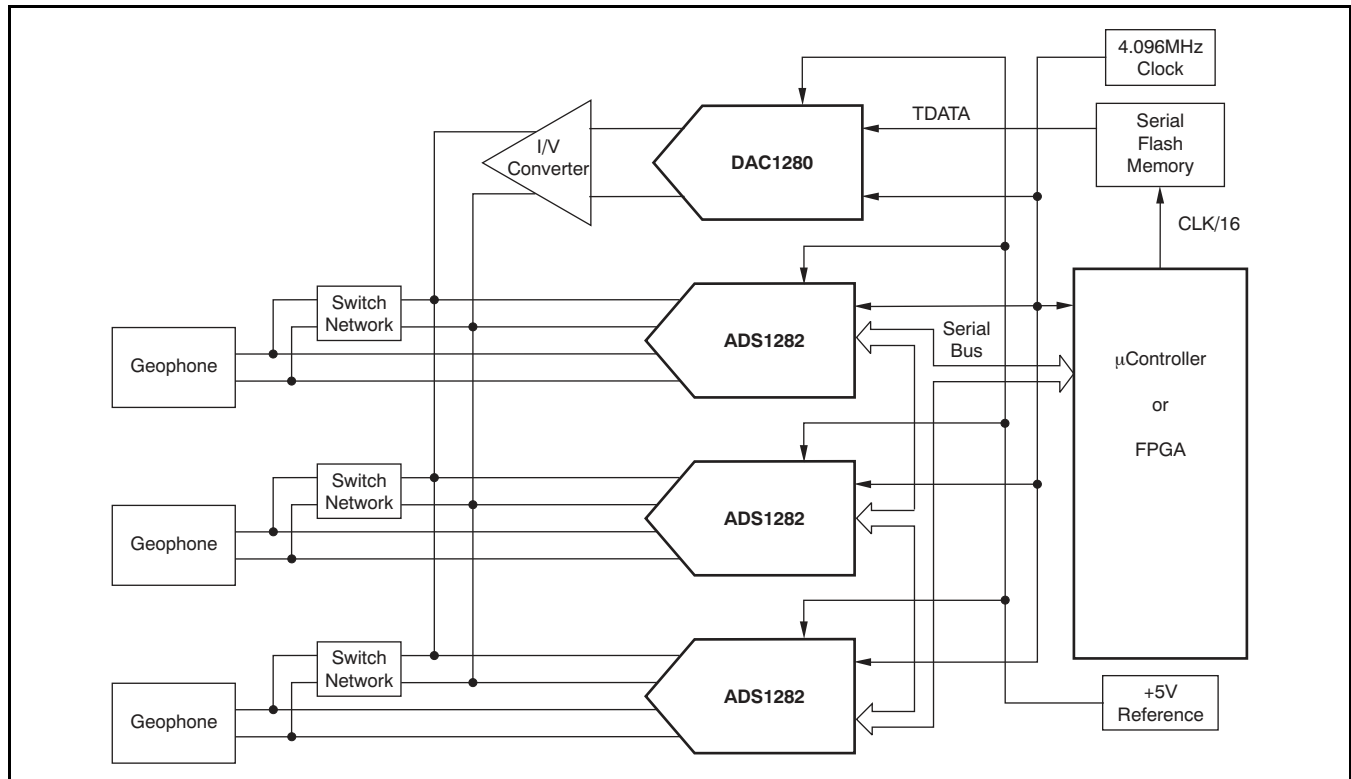 4.096MHz
Clock
TDATA
Serial
Flash
Memory
I/V
Converter
DAC1280
CLK/16
Switch
Network
Geophone
ADS1282
Serial
Bus
μController
or
FPGA
Switch
Network
Geophone
ADS1282
Switch
Network
Geophone
ADS1282
+5V
Reference